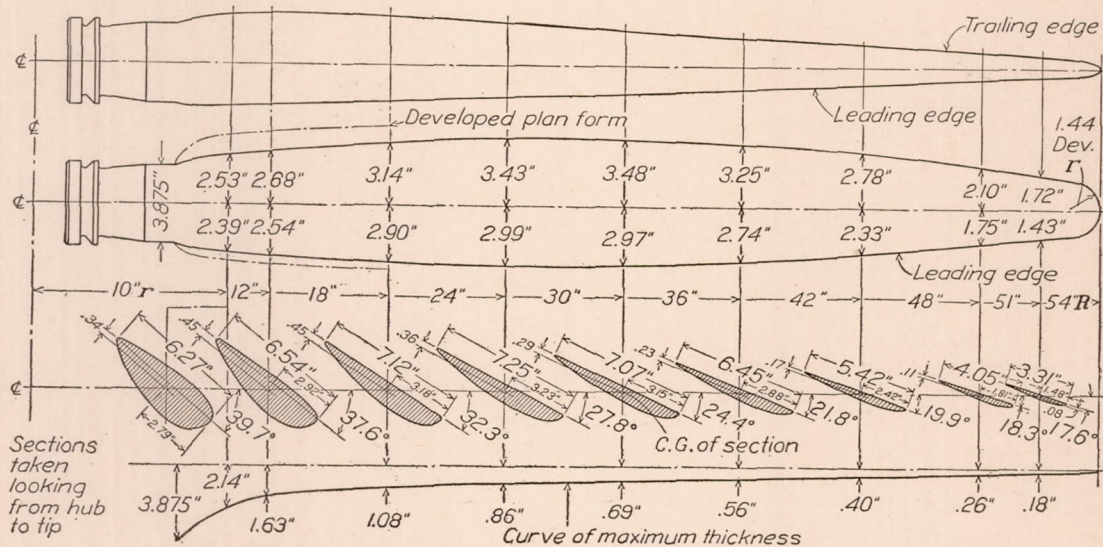 Trailing edge
Leading edge
Developed plan form
1.44
Dev.
r
3.875"
2.53" 2.68" 3.14" 3.43" 3.48" 3.25" 2.78" 2.10" 1.72"
2.39" 2.54" 2.90" 2.99" 2.97" 2.74" 2.33" 1.75" 1.43"
Leading edge
10"r 12" 18" 24" 30" 36" 42" 48" 51" 54"R
.34" .45" .45" .36" .29" .23" .17" .11"
6.27" 6.54" 7.12" 7.25" 7.07" 6.45" 5.42" 4.05" 3.31"
2.79" 2.92" 3.18" 3.23" 3.15" 2.88" 2.42" 1.81" 1.48"
.08
39.7° 37.6° 32.3° 27.8° 24.4° 21.8° 19.9° 18.3° 17.6°
C.G. of section
Sections
taken
looking
from hub
to tip
3.875" 2.14" 1.63" 1.08" .86" .69" .56" .40" .26" .18"
Curve of maximum thickness